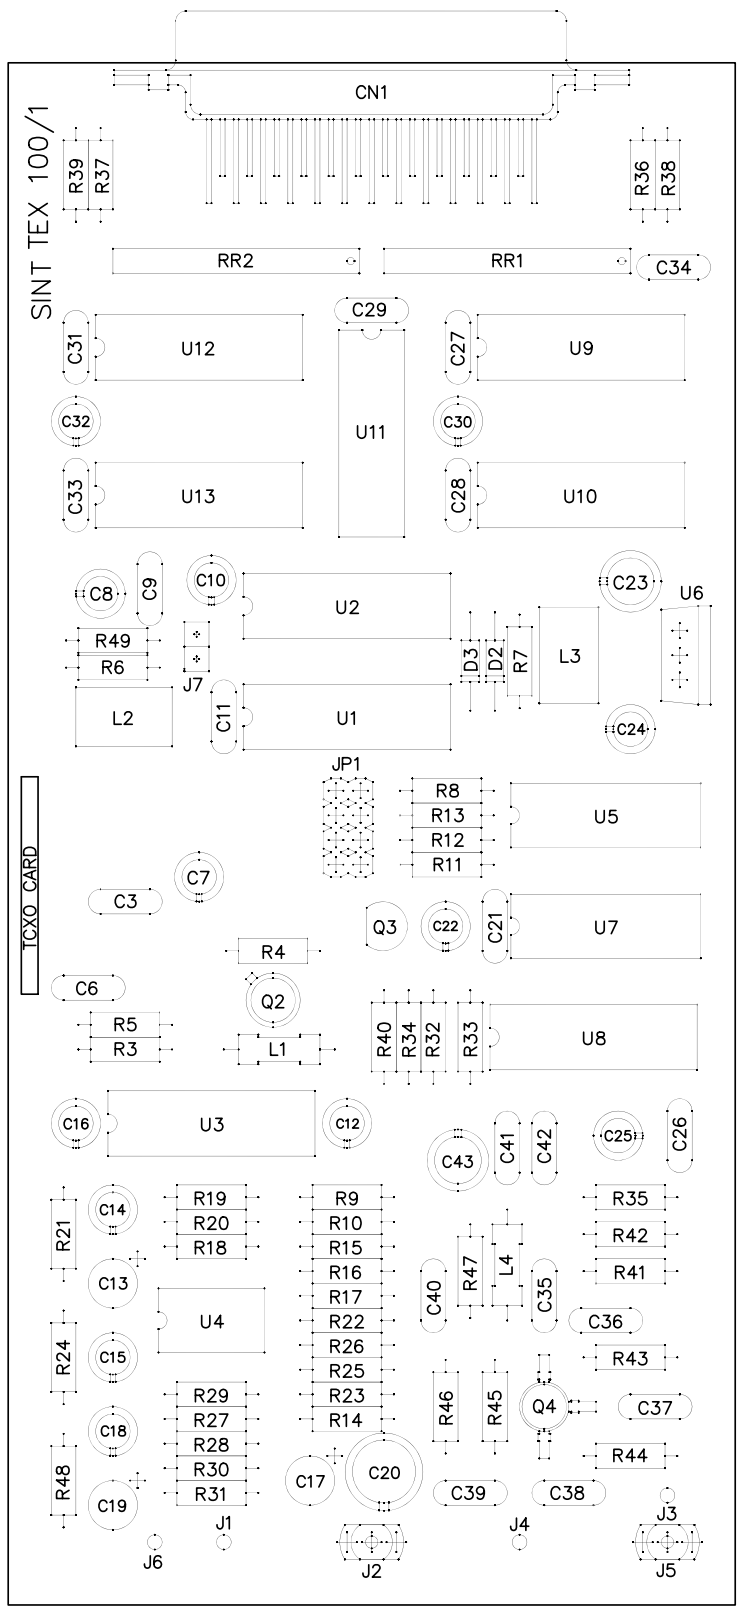 CN1
SINT TEX 100/1
R39 R37 R36 R38
RR2 RR1 C34
C29
C31 U12 C27 U9
C32 U11 C30
C33 U13 C28 U10
C8 C9 C10 C23 U6
U2
R49 D3 D2 R7 L3
R6
J7
L2 C11 U1 C24
JP1
R8
R13 U5
R12
R11
TCXO CARD
C7
C3
Q3 C22 C21 U7
R4
C6 Q2
R5
R3 L1 R40 R34 R32 R33 U8
C16 U3 C12 C25 C26
C43 C41 C42
R19 R9 R35
R21 C14 R20 R10 R42
R18 R15
C13 R16 R47 L4 R41
R17 C40 C35
U4 R22 C36
R24 R26
C15 R25 R43
R29 R23 R46 R45 Q4 C37
R27 R14
C18 R28
R48 R30 C17 C20 R44
C19 R31 C39 C38
J3
J1 J4
J6 J2 J5